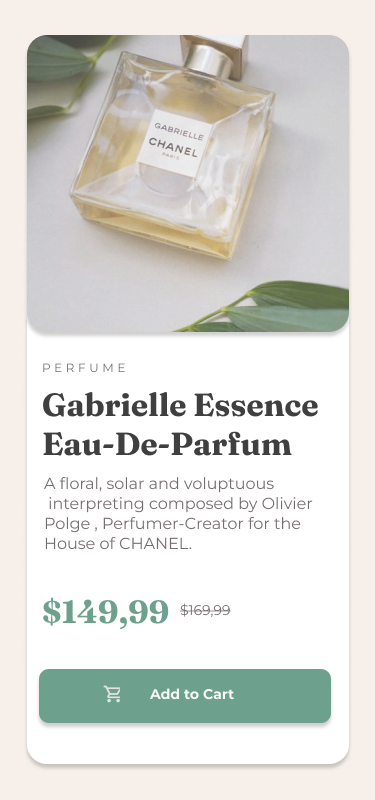 GABRIELLE
CHANEL
PARIS
PERFUME
Gabrielle Essence
Eau-De-Parfum
A floral, solar and voluptuous
interpreting composed by Olivier
Polge , Perfumer-Creator for the
House of CHANEL.
$149,99 $169,99
Add to Cart